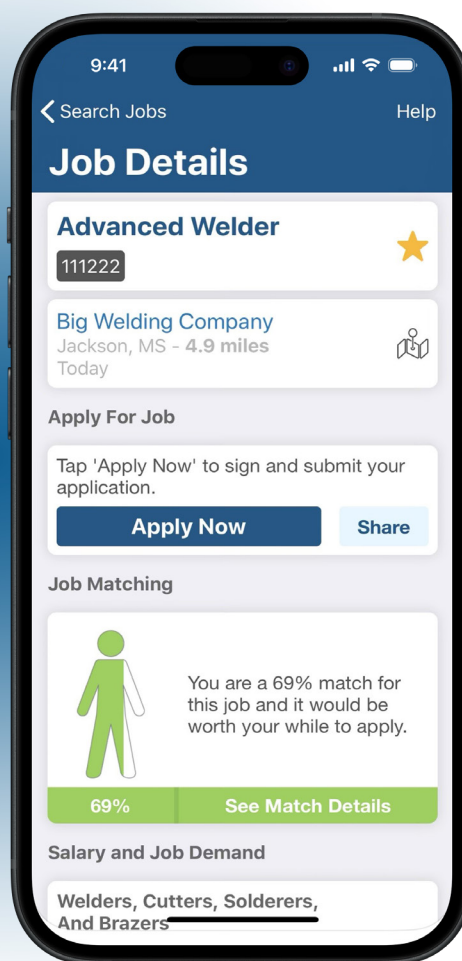 9:41
Search Jobs
Help
Job Details
Advanced Welder
111222
Big Welding Company
Jackson, MS - 4.9 miles
Today
Apply For Job
Tap 'Apply Now' to sign and submit your
application.
Apply Now
Share
Job Matching
You are a 69% match for
this job and it would be
worth your while to apply.
69%
See Match Details
Salary and Job Demand
Welders, Cutters, Solderers,
And Brazers